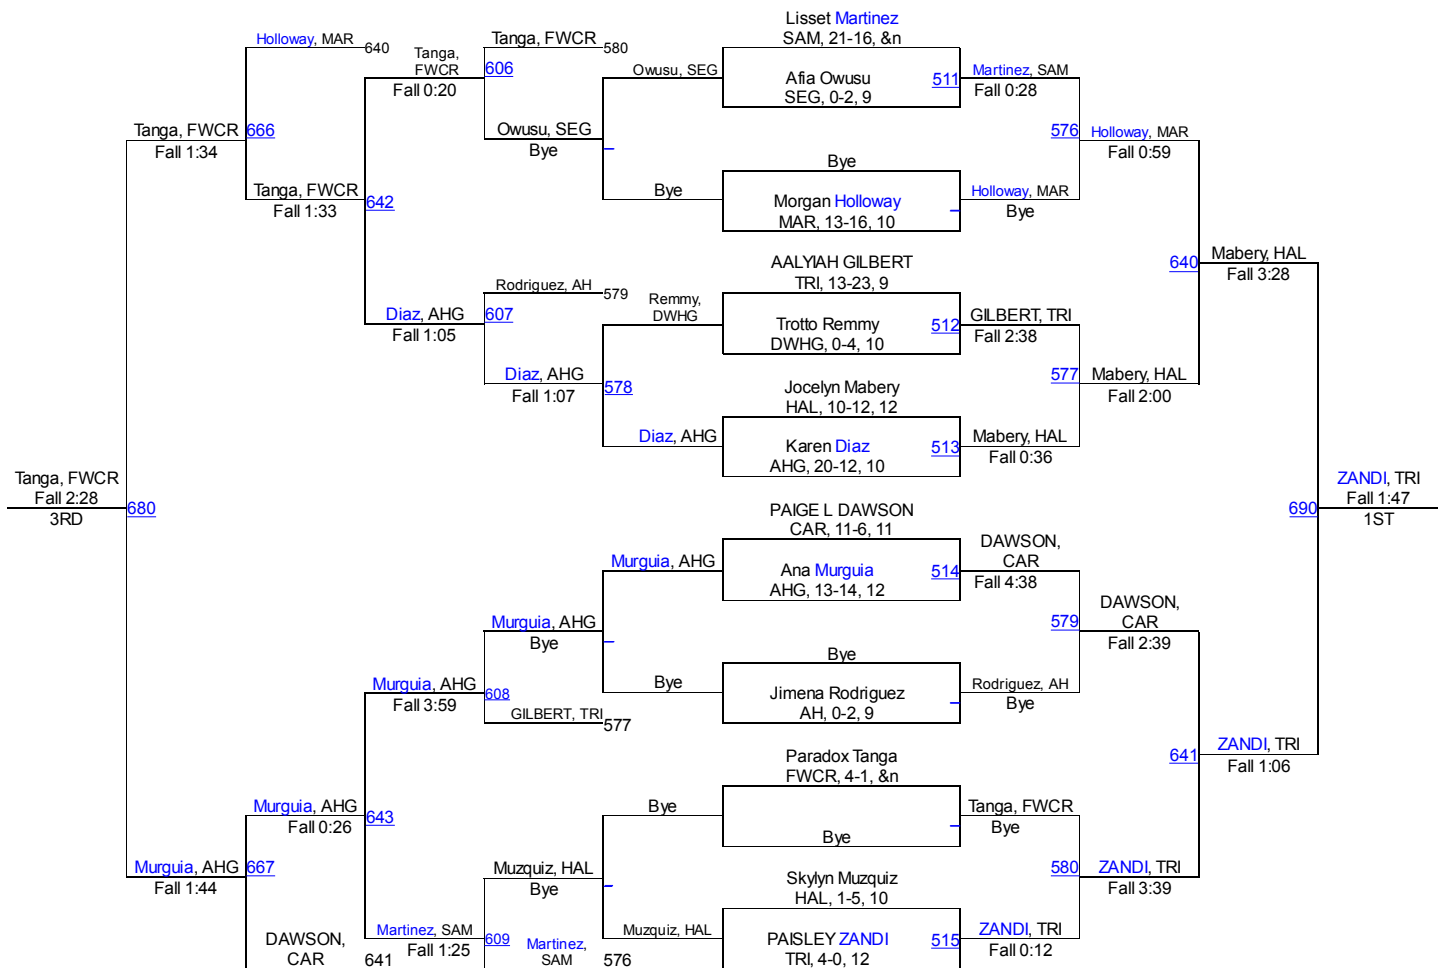 Lisset Martinez
SAM, 21-16, &n
Holloway, MAR
640
Tanga,
FWCR
Fall 0:20
Tanga, FWCR
580
606
Owusu, SEG
Afia Owusu
SEG, 0-2, 9
511
Martinez, SAM
Fall 0:28
Tanga, FWCR
Fall 1:34
666
Owusu, SEG
Bye
576
Holloway, MAR
Fall 0:59
Tanga, FWCR
Fall 1:33
642
Bye
Bye
Morgan Holloway
MAR, 13-16, 10
Holloway, MAR
Bye
AALYIAH GILBERT
TRI, 13-23, 9
640
Mabery, HAL
Fall 3:28
Rodriguez, AH
579
Diaz, AHG
Fall 1:05
607
Remmy,
DWHG
Trotto Remmy
DWHG, 0-4, 10
512
GILBERT, TRI
Fall 2:38
Diaz, AHG
Fall 1:07
578
Jocelyn Mabery
HAL, 10-12, 12
577
Mabery, HAL
Fall 2:00
Diaz, AHG
Karen Diaz
AHG, 20-12, 10
513
Mabery, HAL
Fall 0:36
Tanga, FWCR
Fall 2:28
3RD
680
690
ZANDI, TRI
Fall 1:47
1ST
PAIGE L DAWSON
CAR, 11-6, 11
Murguia, AHG
Ana Murguia
AHG, 13-14, 12
514
DAWSON,
CAR
Fall 4:38
Murguia, AHG
Bye
579
DAWSON,
CAR
Fall 2:39
Bye
Murguia, AHG
Fall 3:59
608
Bye
Jimena Rodriguez
AH, 0-2, 9
Rodriguez, AH
Bye
GILBERT, TRI
577
Paradox Tanga
FWCR, 4-1, &n
641
ZANDI, TRI
Fall 1:06
Murguia, AHG
Fall 0:26
643
Bye
Bye
Tanga, FWCR
Bye
Murguia, AHG
Fall 1:44
667
Muzquiz, HAL
Bye
Skylyn Muzquiz
HAL, 1-5, 10
580
ZANDI, TRI
Fall 3:39
DAWSON,
CAR
641
Martinez, SAM
Fall 1:25
609
Martinez,
SAM
576
Muzquiz, HAL
PAISLEY ZANDI
TRI, 4-0, 12
515
ZANDI, TRI
Fall 0:12